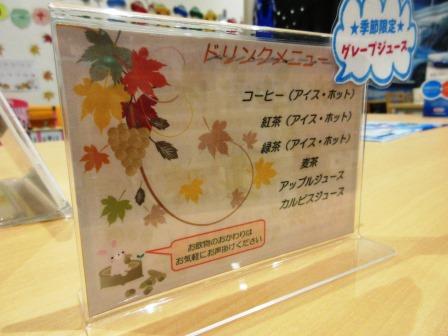 ドリンクメニュー
★季節限定★
グレープジュース
コーヒー（アイス・ホット）
紅茶（アイス・ホット）
緑茶（アイス・ホット）
麦茶
アップルジュース
カルピスジュース
お飲物のおかわりは
お気軽にお声掛けください